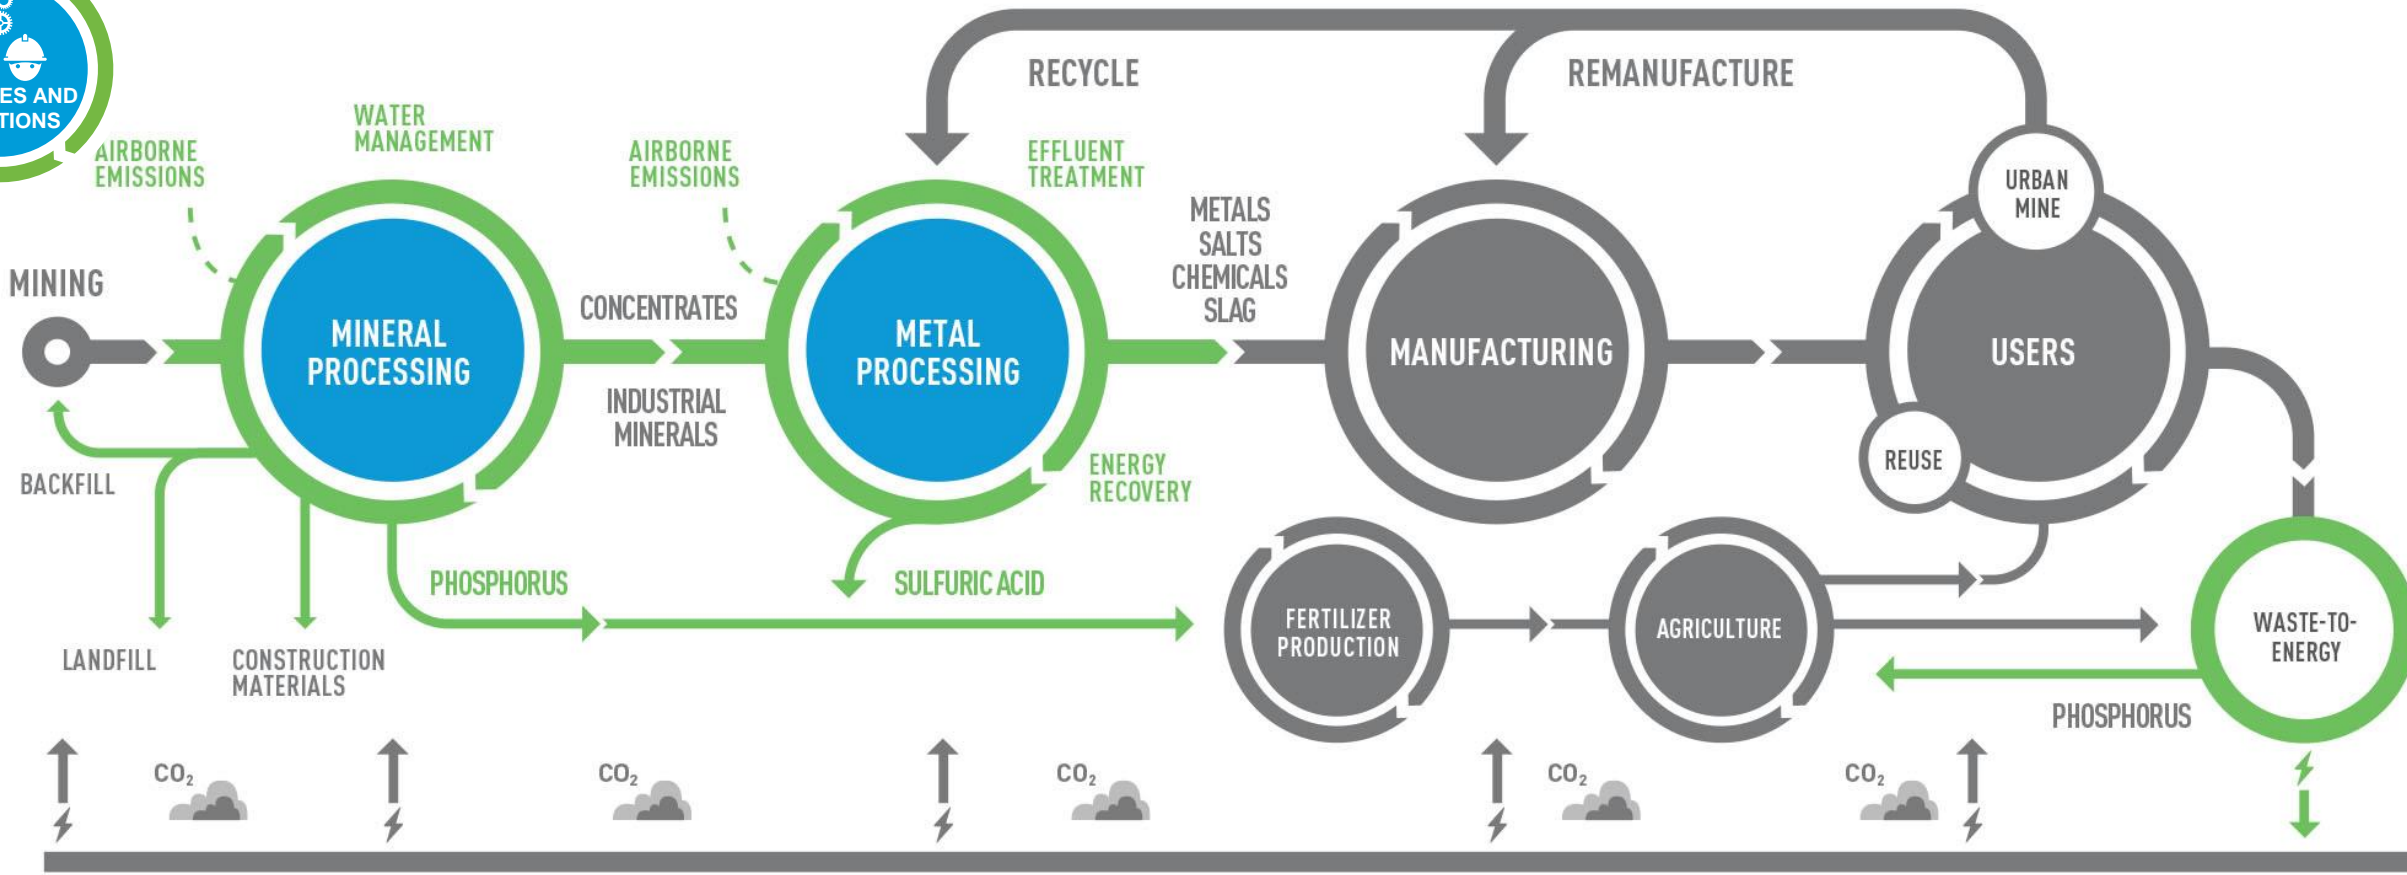 ES AND
TIONS
AIRBORNE
EMISSIONS
WATER
MANAGEMENT
AIRBORNE
EMISSIONS
RECYCLE
EFFLUENT
TREATMENT
REMANUFACTURE
METALS
SALTS
CHEMICALS
SLAG
URBAN
MINE
MINING
MINERAL
PROCESSING
CONCENTRATES
INDUSTRIAL
MINERALS
METAL
PROCESSING
MANUFACTURING
USERS
REUSE
BACKFILL
ENERGY
RECOVERY
PHOSPHORUS
SULFURIC ACID
LANDFILL
CONSTRUCTION
MATERIALS
FERTILIZER
PRODUCTION
AGRICULTURE
WASTE-TO-
ENERGY
PHOSPHORUS
CO₂
CO₂
CO₂
CO₂
CO₂